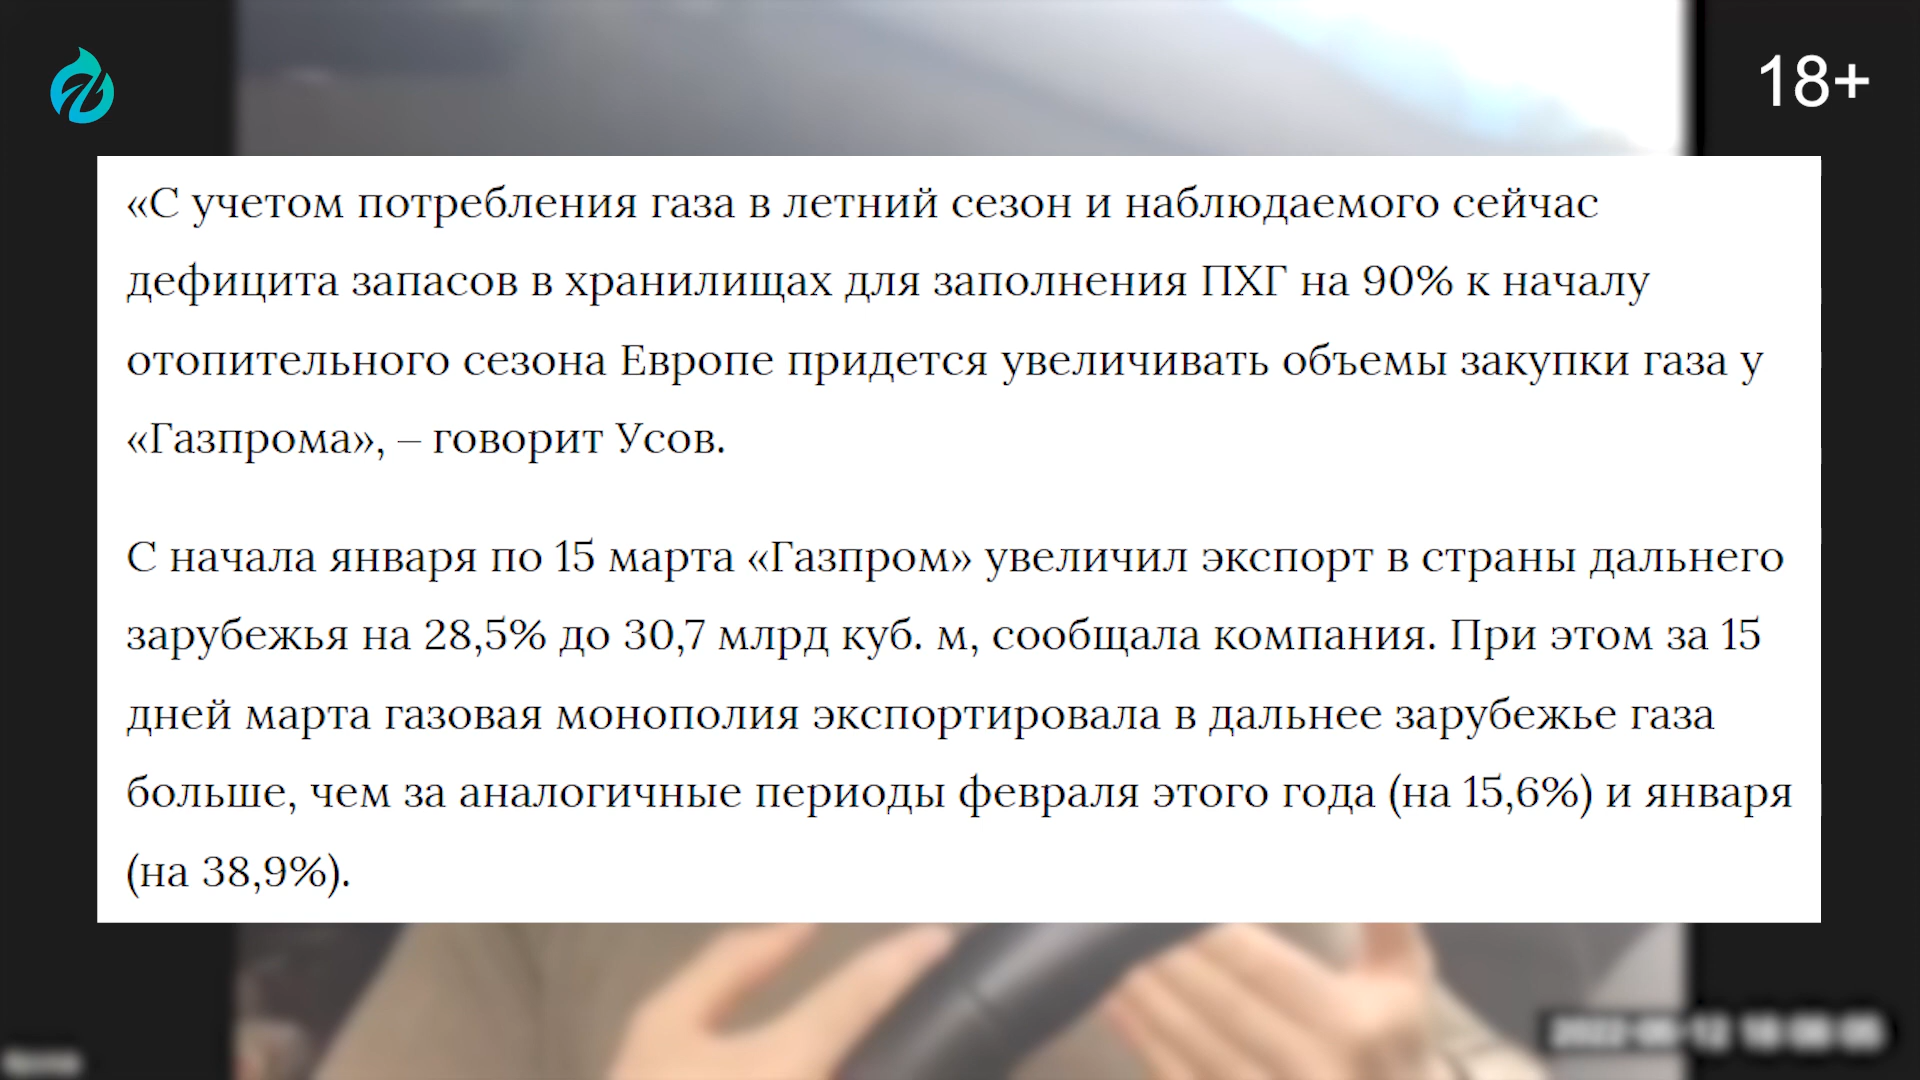 18+
«С учетом потребления газа в летний сезон и наблюдаемого сейчас
дефицита запасов в хранилищах для заполнения ПХГ на 90% к началу
отопительного сезона Европе придется увеличивать объемы закупки газа у
«Газпрома», – говорит Усов.
С начала января по 15 марта «Газпром» увеличил экспорт в страны дальнего
зарубежья на 28,5% до 30,7 млрд куб. м, сообщала компания. При этом за 15
дней марта газовая монополия экспортировала в дальнее зарубежье газа
больше, чем за аналогичные периоды февраля этого года (на 15,6%) и января
(на 38,9%).